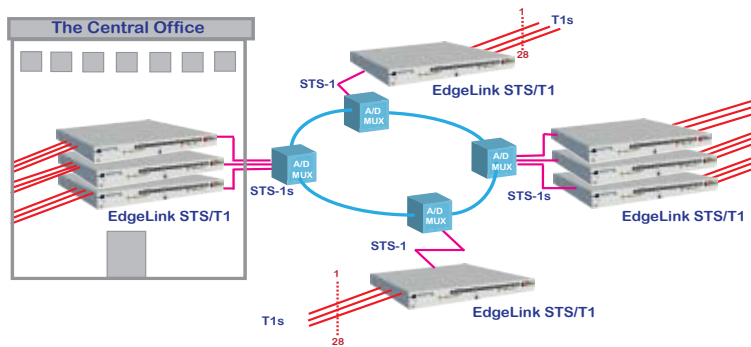 The Central Office
1
T1s
28
STS-1
EdgeLink STS/T1
A/D
MUX
A/D
MUX
A/D
MUX
STS-1s
EdgeLink STS/T1
STS-1s
EdgeLink STS/T1
A/D
MUX
STS-1
1
T1s
28
EdgeLink STS/T1